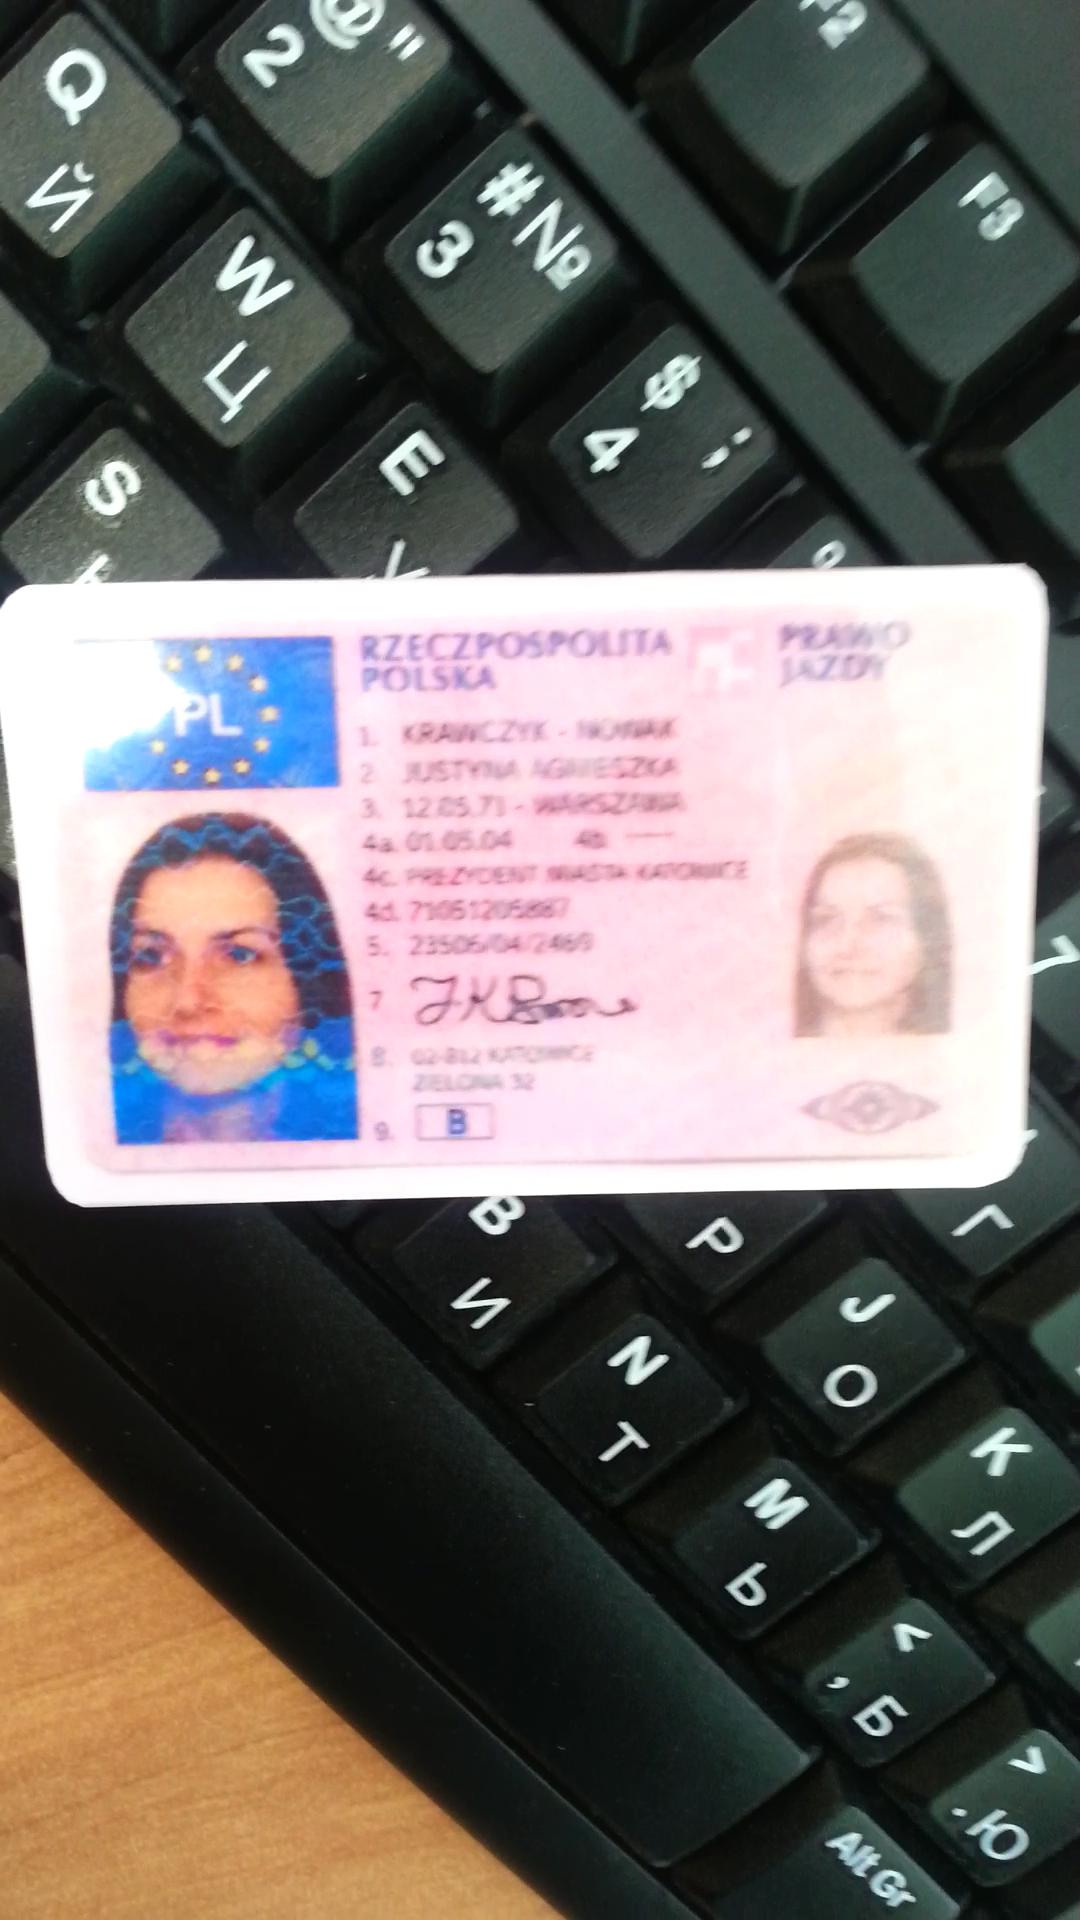 Q
Й
2 @ "
F2
W
Ц
3 # №
F3
S
E
4 $ ;
PL
RZECZPOSPOLITA
POLSKA
PRAWO
JAZDY
1. KRAWCZYK - NOWAK
2. JUSTYNA AGNIESZKA
3. 12.05.71 - WARSZAWA
4a. 01.05.04 4b. ——
4c. PREZYDENT MIASTA KATOWICE
4d. 71051205887
5. 23506/04/2469
7
7
8. 02-812 KATOWICE
ZIELONA 32
9. B
B
И
P
Г
J
О
N
Т
K
Л
M
Ь
<
, Б
>
. Ю
Alt Gr